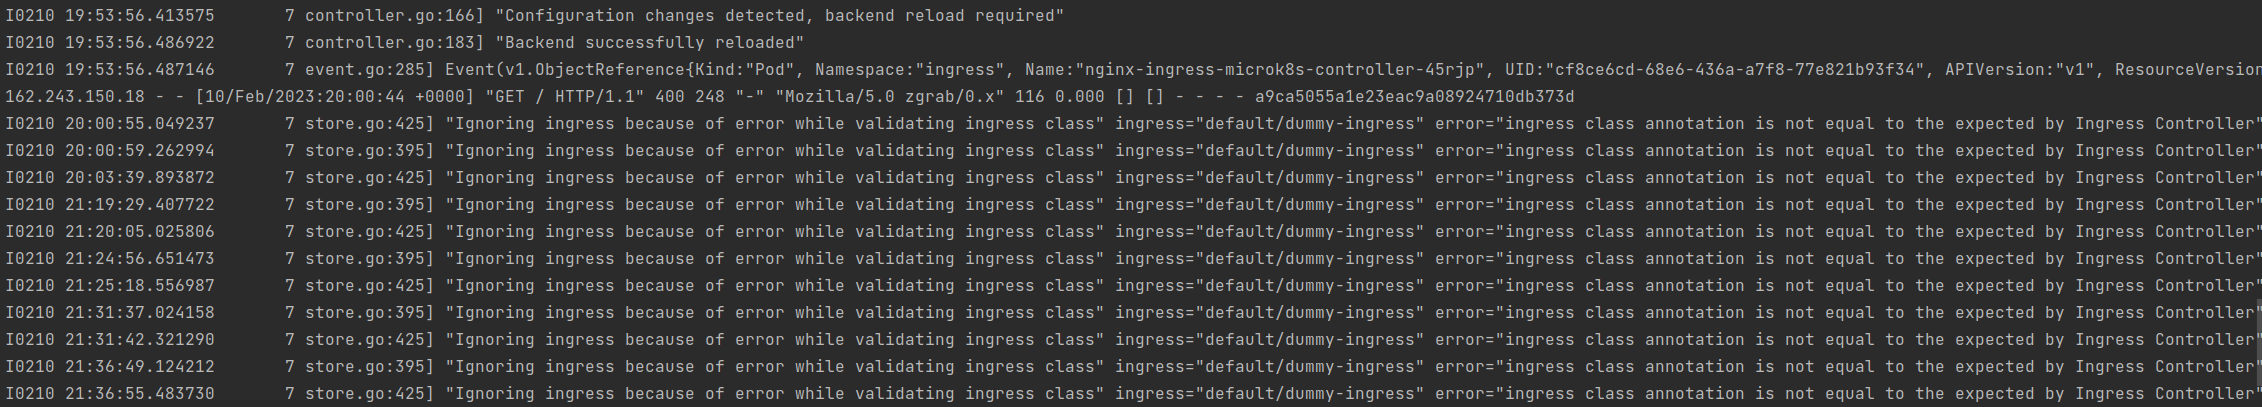 I0210 19:53:56.413575       7 controller.go:166] "Configuration changes detected, backend reload required"
I0210 19:53:56.486922       7 controller.go:183] "Backend successfully reloaded"
I0210 19:53:56.487146       7 event.go:285] Event(v1.ObjectReference{Kind:"Pod", Namespace:"ingress", Name:"nginx-ingress-microk8s-controller-45rjp", UID:"cf8ce6cd-68e6-436a-a7f8-77e821b93f34", APIVersion:"v1", ResourceVersion
162.243.150.18 - - [10/Feb/2023:20:00:44 +0000] "GET / HTTP/1.1" 400 248 "-" "Mozilla/5.0 zgrab/0.x" 116 0.000 [] [] - - - - a9ca5055a1e23eac9a08924710db373d
I0210 20:00:55.049237       7 store.go:425] "Ignoring ingress because of error while validating ingress class" ingress="default/dummy-ingress" error="ingress class annotation is not equal to the expected by Ingress Controller"
I0210 20:00:59.262994       7 store.go:395] "Ignoring ingress because of error while validating ingress class" ingress="default/dummy-ingress" error="ingress class annotation is not equal to the expected by Ingress Controller"
I0210 20:03:39.893872       7 store.go:425] "Ignoring ingress because of error while validating ingress class" ingress="default/dummy-ingress" error="ingress class annotation is not equal to the expected by Ingress Controller"
I0210 21:19:29.407722       7 store.go:395] "Ignoring ingress because of error while validating ingress class" ingress="default/dummy-ingress" error="ingress class annotation is not equal to the expected by Ingress Controller"
I0210 21:20:05.025806       7 store.go:425] "Ignoring ingress because of error while validating ingress class" ingress="default/dummy-ingress" error="ingress class annotation is not equal to the expected by Ingress Controller"
I0210 21:24:56.651473       7 store.go:395] "Ignoring ingress because of error while validating ingress class" ingress="default/dummy-ingress" error="ingress class annotation is not equal to the expected by Ingress Controller"
I0210 21:25:18.556987       7 store.go:425] "Ignoring ingress because of error while validating ingress class" ingress="default/dummy-ingress" error="ingress class annotation is not equal to the expected by Ingress Controller"
I0210 21:31:37.024158       7 store.go:395] "Ignoring ingress because of error while validating ingress class" ingress="default/dummy-ingress" error="ingress class annotation is not equal to the expected by Ingress Controller"
I0210 21:31:42.321290       7 store.go:425] "Ignoring ingress because of error while validating ingress class" ingress="default/dummy-ingress" error="ingress class annotation is not equal to the expected by Ingress Controller"
I0210 21:36:49.124212       7 store.go:395] "Ignoring ingress because of error while validating ingress class" ingress="default/dummy-ingress" error="ingress class annotation is not equal to the expected by Ingress Controller"
I0210 21:36:55.483730       7 store.go:425] "Ignoring ingress because of error while validating ingress class" ingress="default/dummy-ingress" error="ingress class annotation is not equal to the expected by Ingress Controller"